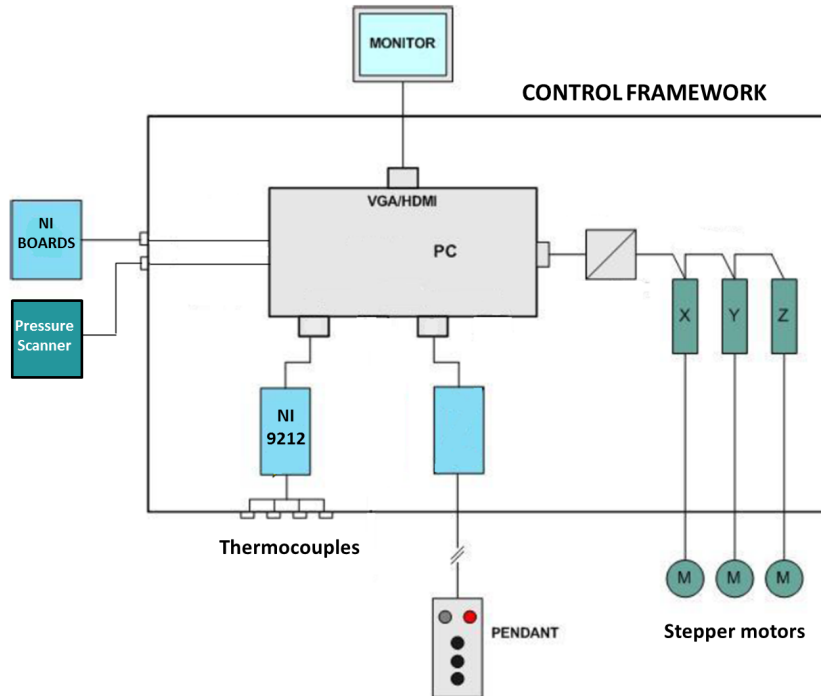 MONITOR
CONTROL FRAMEWORK
VGA/HDMI
NI
BOARDS
PC
Pressure
Scanner
X
Y
Z
NI
9212
Thermocouples
M
M
M
PENDANT
Stepper motors